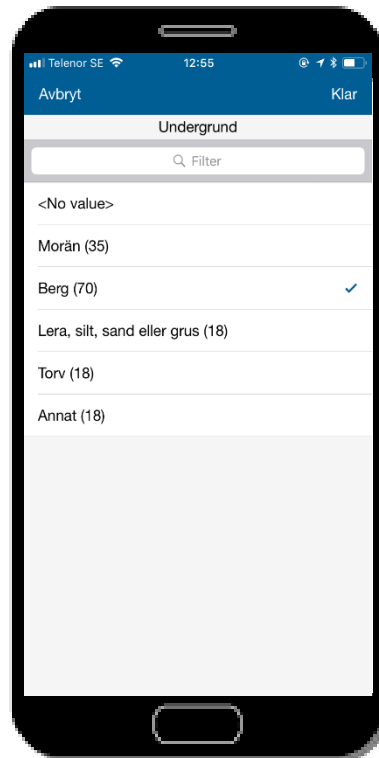 Telenor SE 12:55
Avbryt Klar
Undergrund
Filter
<No value>
Morän (35)
Berg (70)
Lera, silt, sand eller grus (18)
Torv (18)
Annat (18)